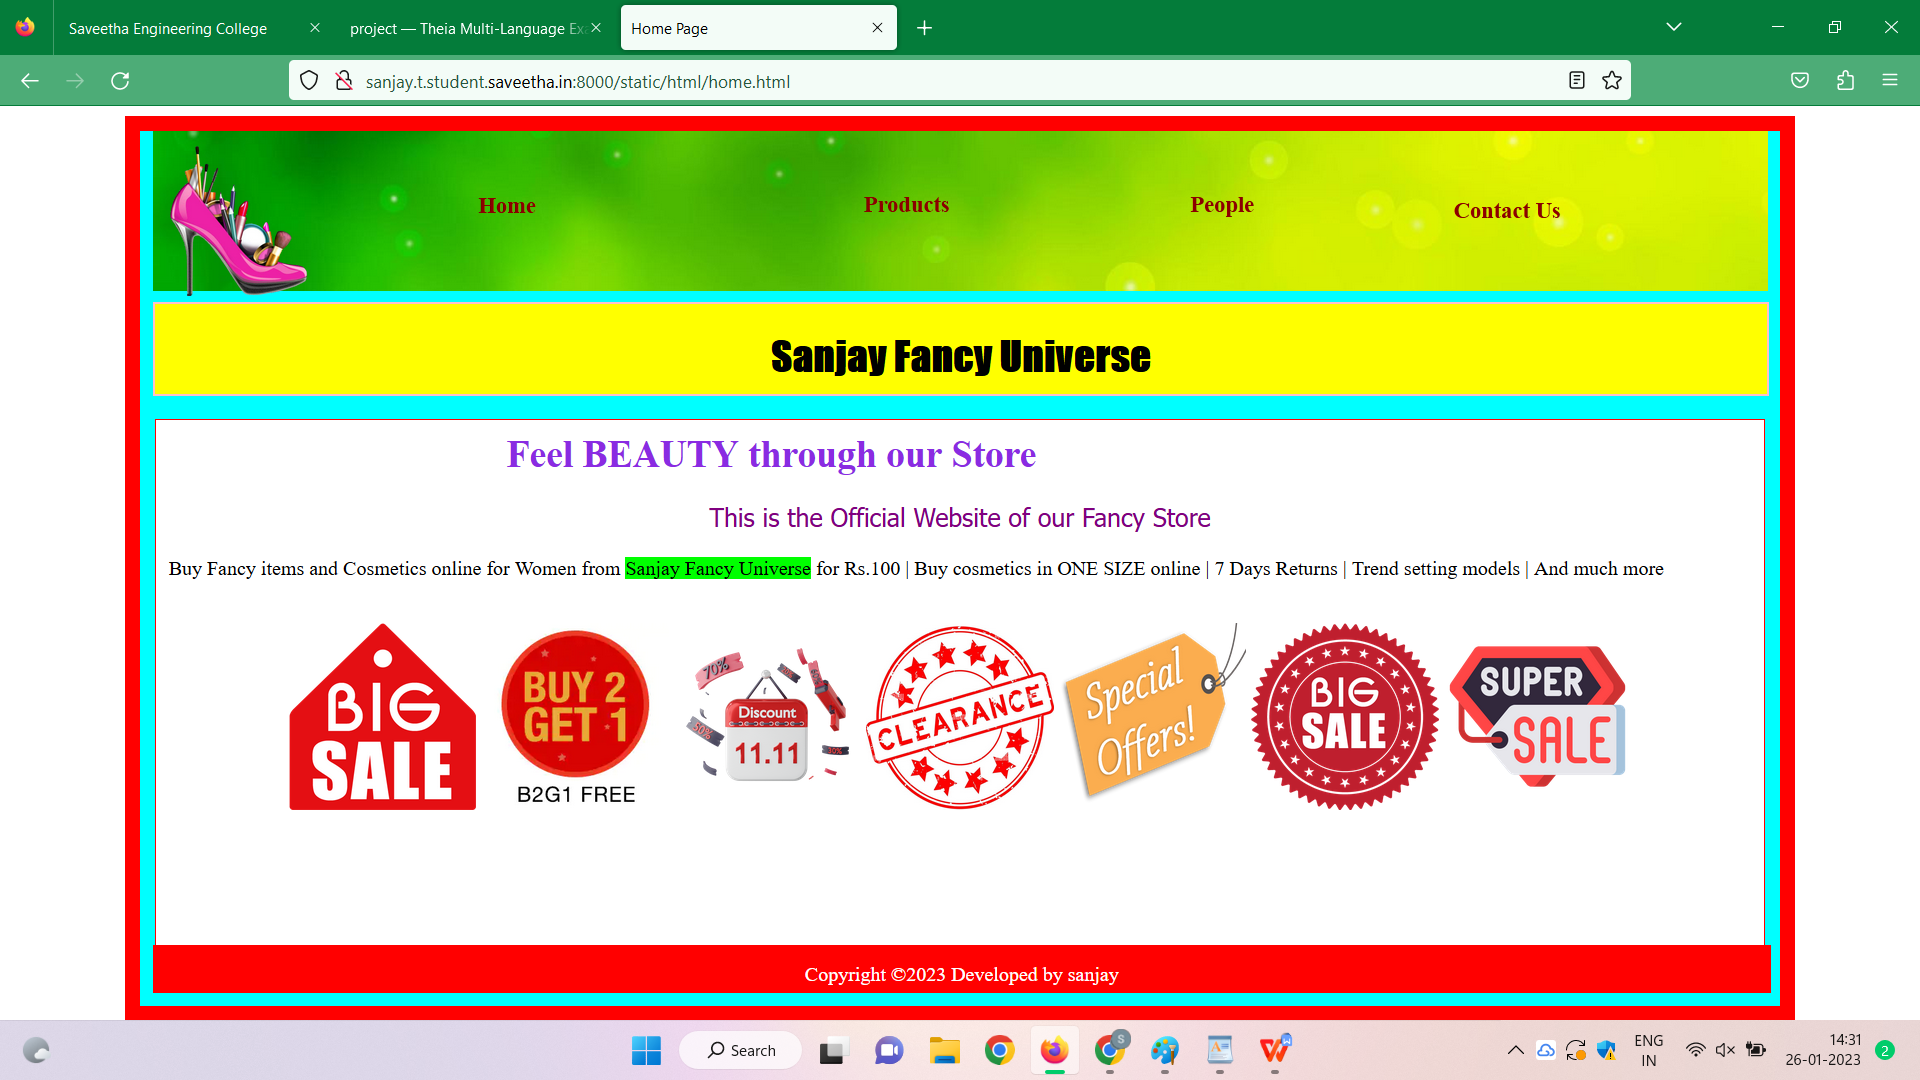 Saveetha Engineering College
project — Theia Multi-Language Ex
Home Page
sanjay.t.student.saveetha.in:8000/static/html/home.html
Home
Products
People
Contact Us
Sanjay Fancy Universe
Feel BEAUTY through our Store
This is the Official Website of our Fancy Store
Buy Fancy items and Cosmetics online for Women from Sanjay Fancy Universe for Rs.100 | Buy cosmetics in ONE SIZE online | 7 Days Returns | Trend setting models | And much more
BIG
SALE
BUY 2
GET 1
B2G1 FREE
70%
50%
Discount
11.11
CLEARANCE
Special
Offers!
BIG
SALE
SUPER
SALE
Copyright ©2023 Developed by sanjay
Search
S
W
ENG
IN
14:31
26-01-2023
2